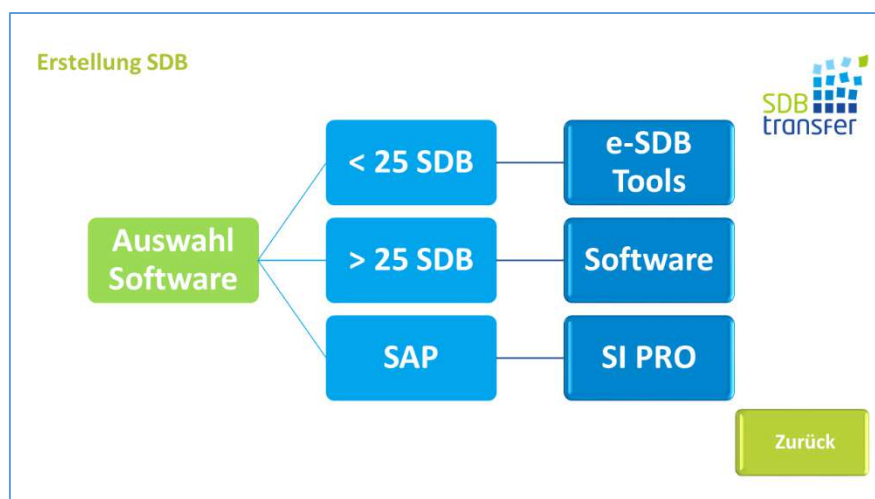 Erstellung SDB
SDB
transfer
< 25 SDB
e-SDB
Tools
Auswahl
Software
> 25 SDB
Software
SAP
SI PRO
Zurück